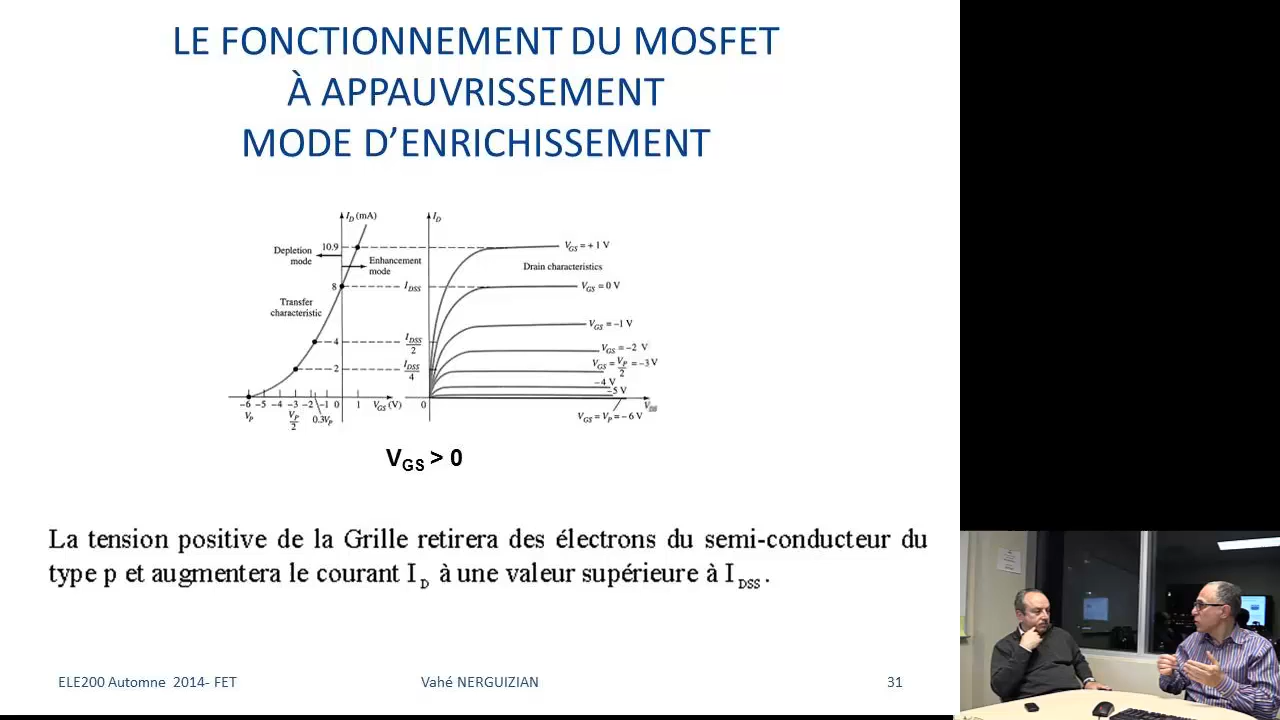 LE FONCTIONNEMENT DU MOSFET
À APPAUVRISSEMENT
MODE D'ENRICHISSEMENT
I_D (mA)
I_D
Depletion
mode
10.9
Enhancement
mode
V_GS = + 1 V
Drain characteristics
8
I_DSS
V_GS = 0 V
Transfer
characteristic
V_GS = −1 V
4
I_DSS
2
V_GS = −2 V
2
I_DSS
4
V_GS = V_P/2 = −3 V
−4 V
−5 V
−6 −5 −4 −3 −2 −1 0 1 V_GS (V)
0
V_P
V_P
2
0.3V_P
V_GS = V_P = − 6 V
V_GS > 0
La tension positive de la Grille retirera des électrons du semi-conducteur du
type p et augmentera le courant I_D à une valeur supérieure à I_DSS.
ELE200 Automne 2014- FET
Vahé NERGUIZIAN
31